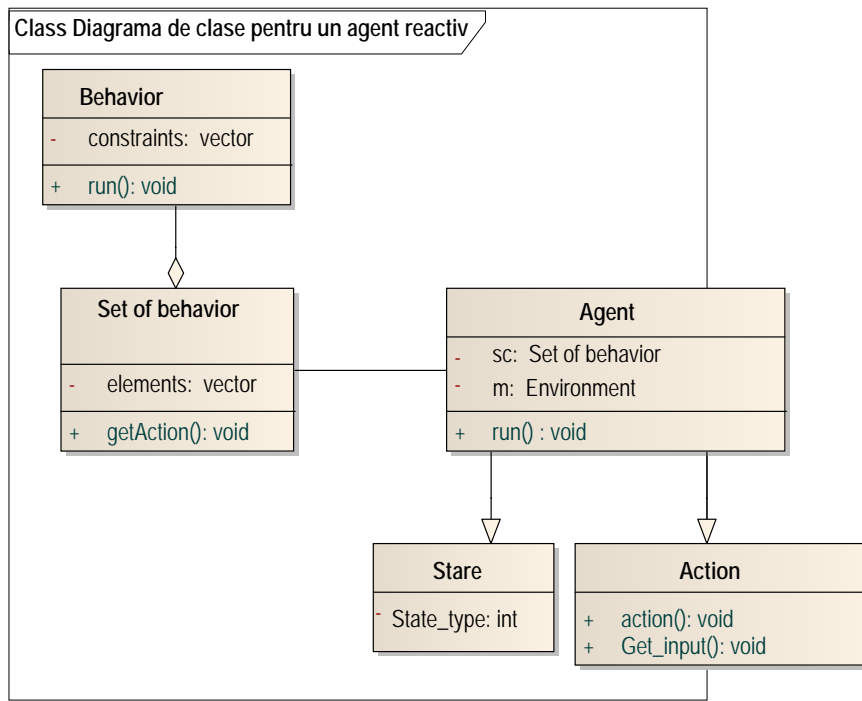 Class Diagrama de clase pentru un agent reactiv
Behavior
- constraints: vector
+ run(): void
Set of behavior
- elements: vector
+ getAction(): void
Agent
- sc: Set of behavior
- m: Environment
+ run() : void
Stare
- State_type: int
Action
+ action(): void
+ Get_input(): void